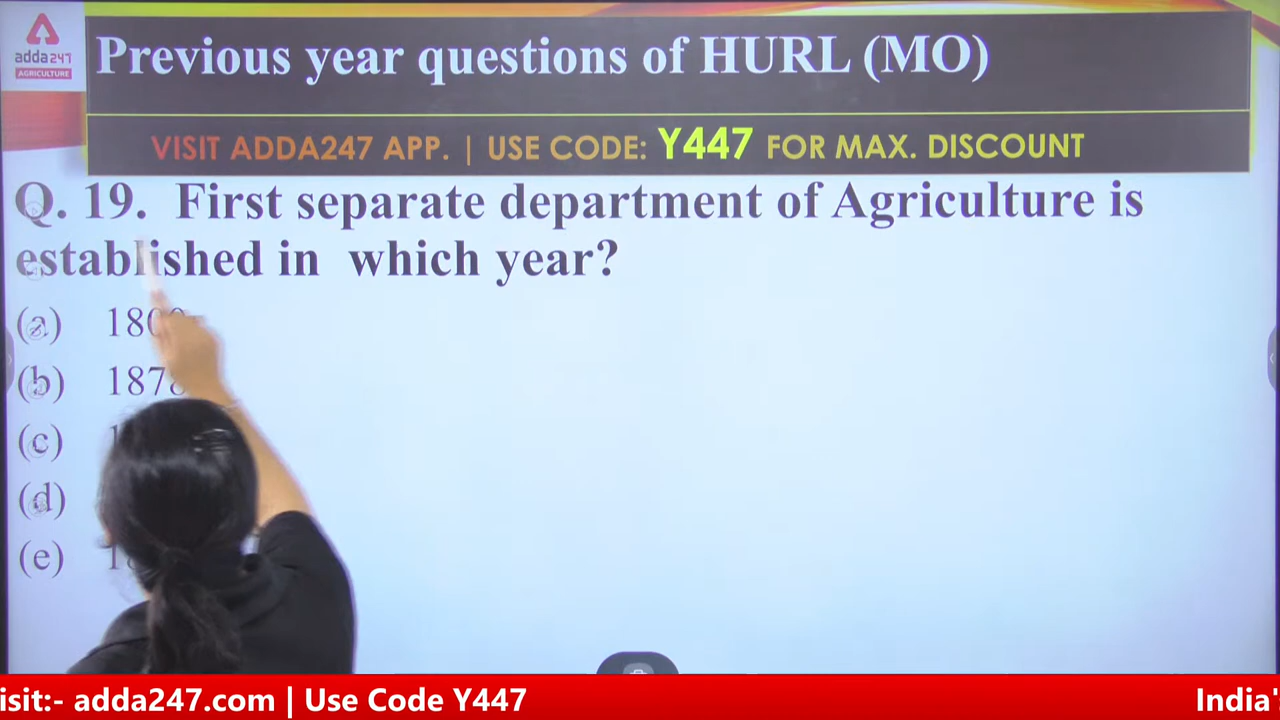 adda247
AGRICULTURE
Previous year questions of HURL (MO)
VISIT ADDA247 APP. | USE CODE: Y447 FOR MAX. DISCOUNT
Q. 19. First separate department of Agriculture is
established in which year?
(a)
(b)
(c)
(d)
(e)
isit:- adda247.com | Use Code Y447
India'